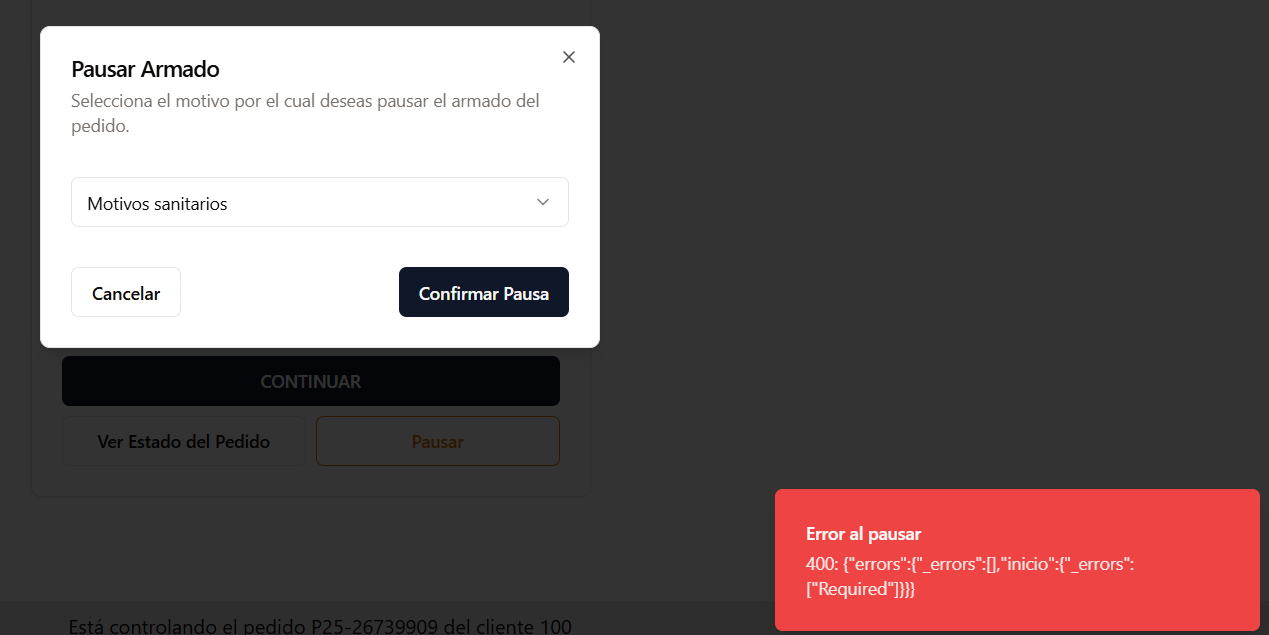 Pausar Armado
Selecciona el motivo por el cual deseas pausar el armado del
pedido.
Motivos sanitarios
Cancelar
Confirmar Pausa
CONTINUAR
Ver Estado del Pedido
Pausar
Error al pausar
400: {"errors":{"_errors":[],"inicio":{"_errors":
["Required"]}}}
Está controlando el pedido P25-26739909 del cliente 100